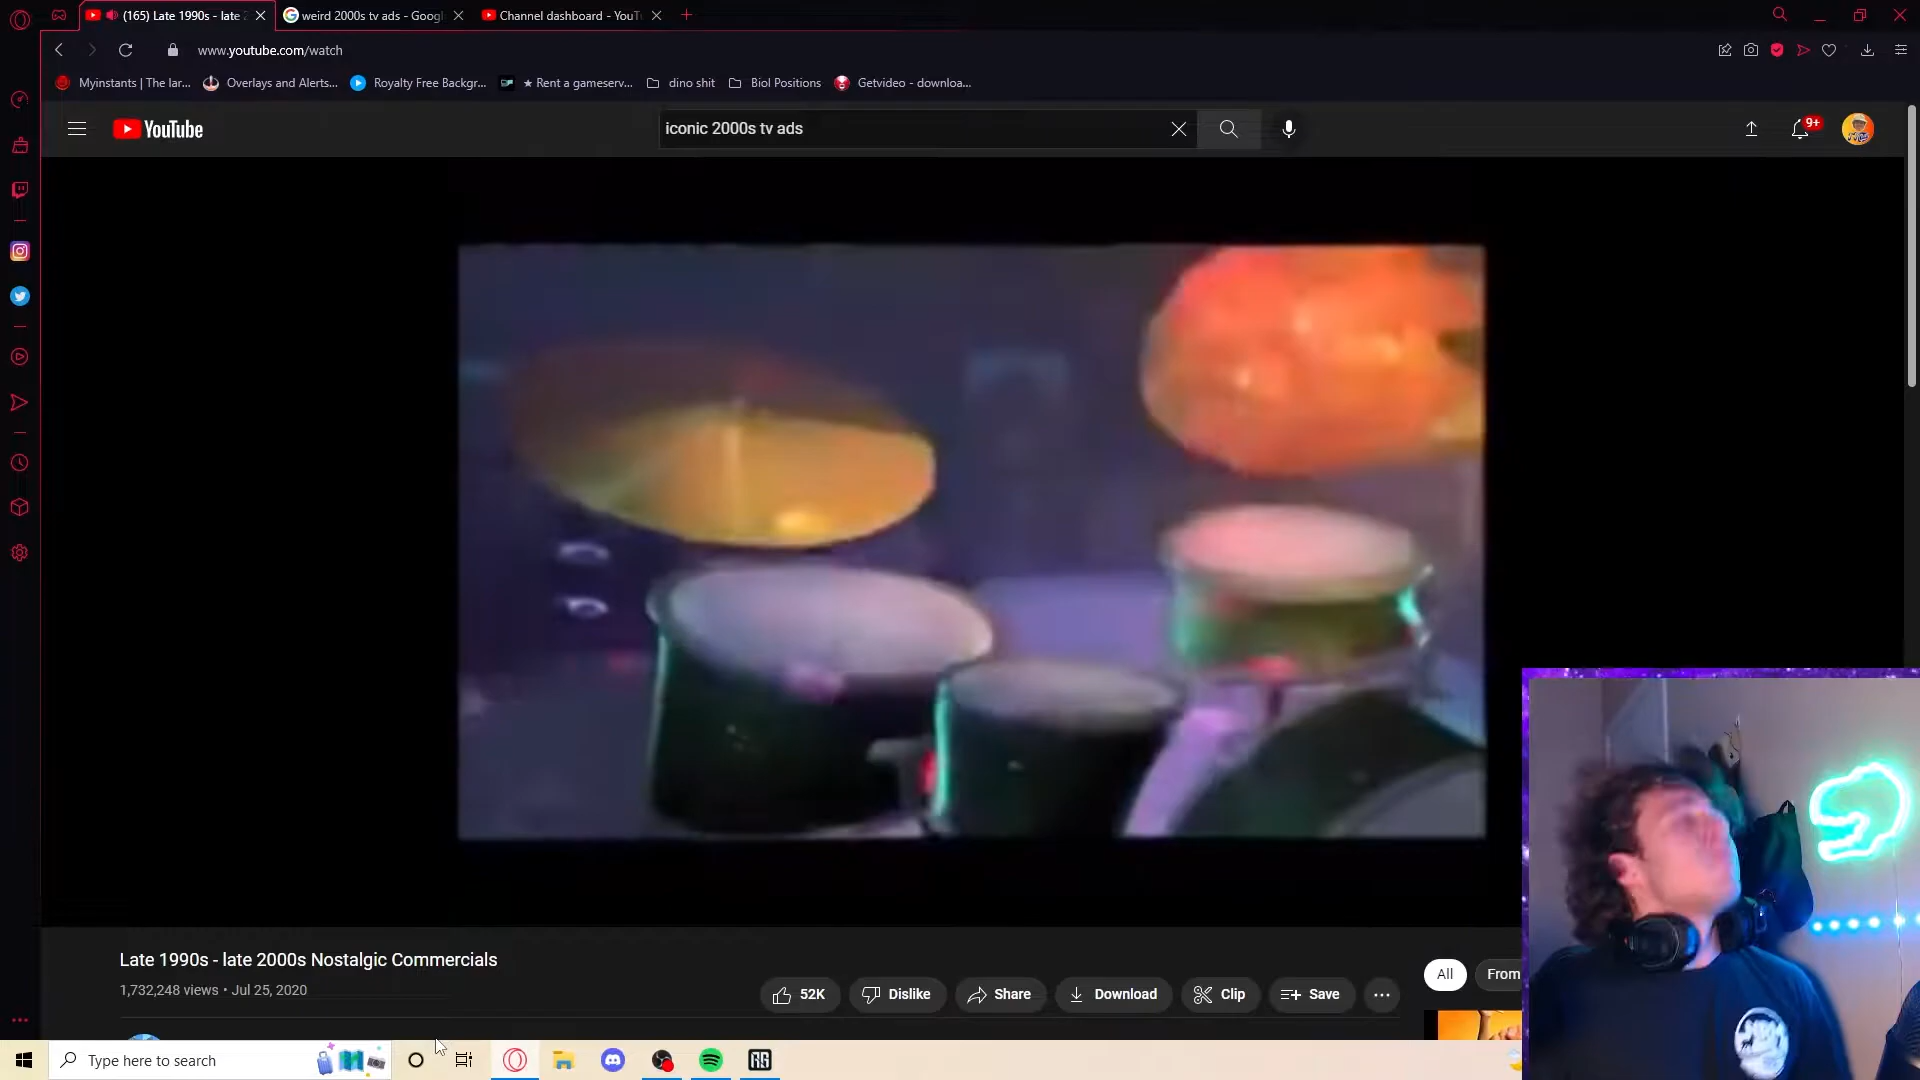 (165) Late 1990s - late 2
weird 2000s tv ads - Googl
Channel dashboard - YouTu
www.youtube.com/watch
Myinstants | The lar...
Overlays and Alerts...
Royalty Free Backgr...
★ Rent a gameserv...
dino shit
Biol Positions
Getvideo - downloa...
YouTube
iconic 2000s tv ads
9+
Late 1990s - late 2000s Nostalgic Commercials
1,732,248 views • Jul 25, 2020
52K
Dislike
Share
Download
Clip
Save
All
From
Type here to search